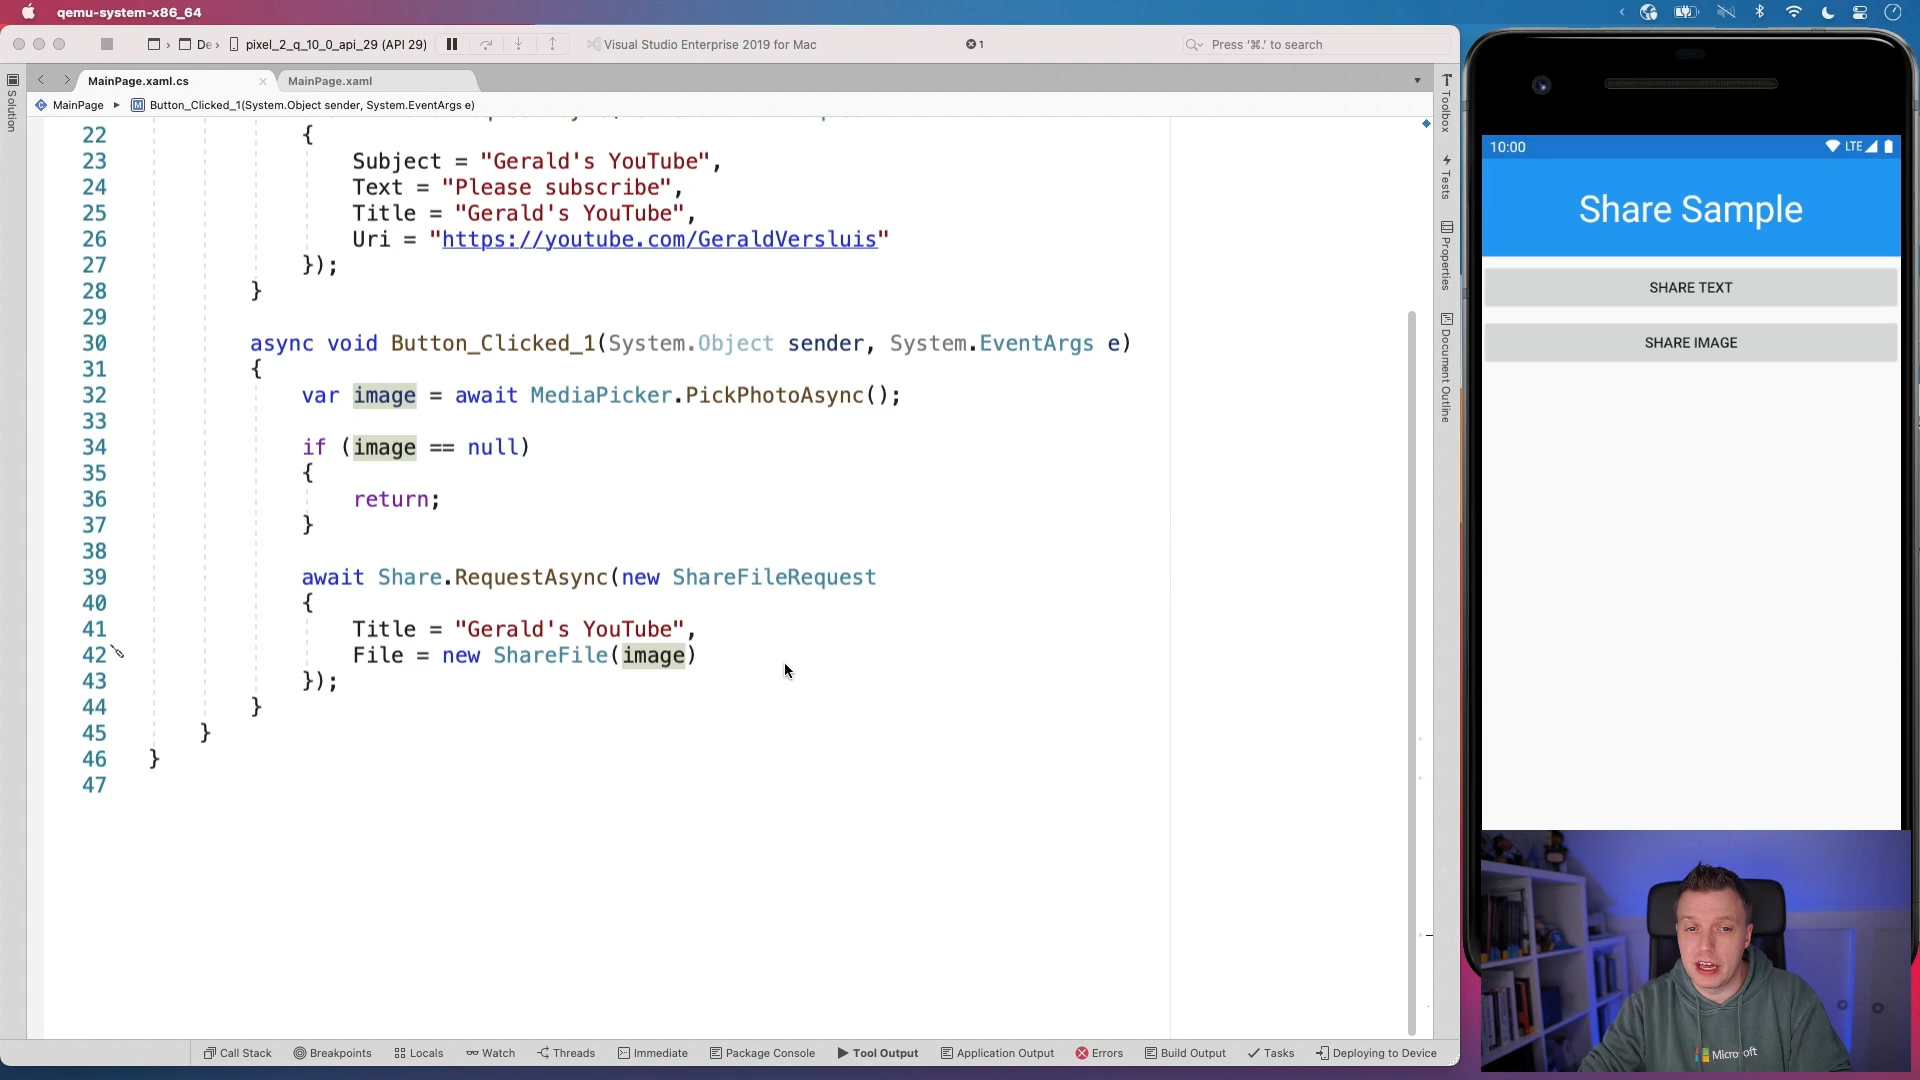 qemu-system-x86_64
De › pixel_2_q_10_0_api_29 (API 29)
Visual Studio Enterprise 2019 for Mac
1
Press ‘⌘.’ to search
MainPage.xaml.cs
MainPage.xaml
MainPage ▸ Button_Clicked_1(System.Object sender, System.EventArgs e)
Solution
22 {
23 Subject = "Gerald's YouTube",
24 Text = "Please subscribe",
25 Title = "Gerald's YouTube",
26 Uri = "https://youtube.com/GeraldVersluis"
27 });
28 }
29
30 async void Button_Clicked_1(System.Object sender, System.EventArgs e)
31 {
32 var image = await MediaPicker.PickPhotoAsync();
33
34 if (image == null)
35 {
36 return;
37 }
38
39 await Share.RequestAsync(new ShareFileRequest
40 {
41 Title = "Gerald's YouTube",
42 File = new ShareFile(image)
43 });
44 }
45 }
46 }
47
Toolbox
Tests
Properties
Document Outline
10:00
LTE
Share Sample
SHARE TEXT
SHARE IMAGE
Microsoft
Call Stack
Breakpoints
Locals
Watch
Threads
Immediate
Package Console
Tool Output
Application Output
Errors
Build Output
Tasks
Deploying to Device